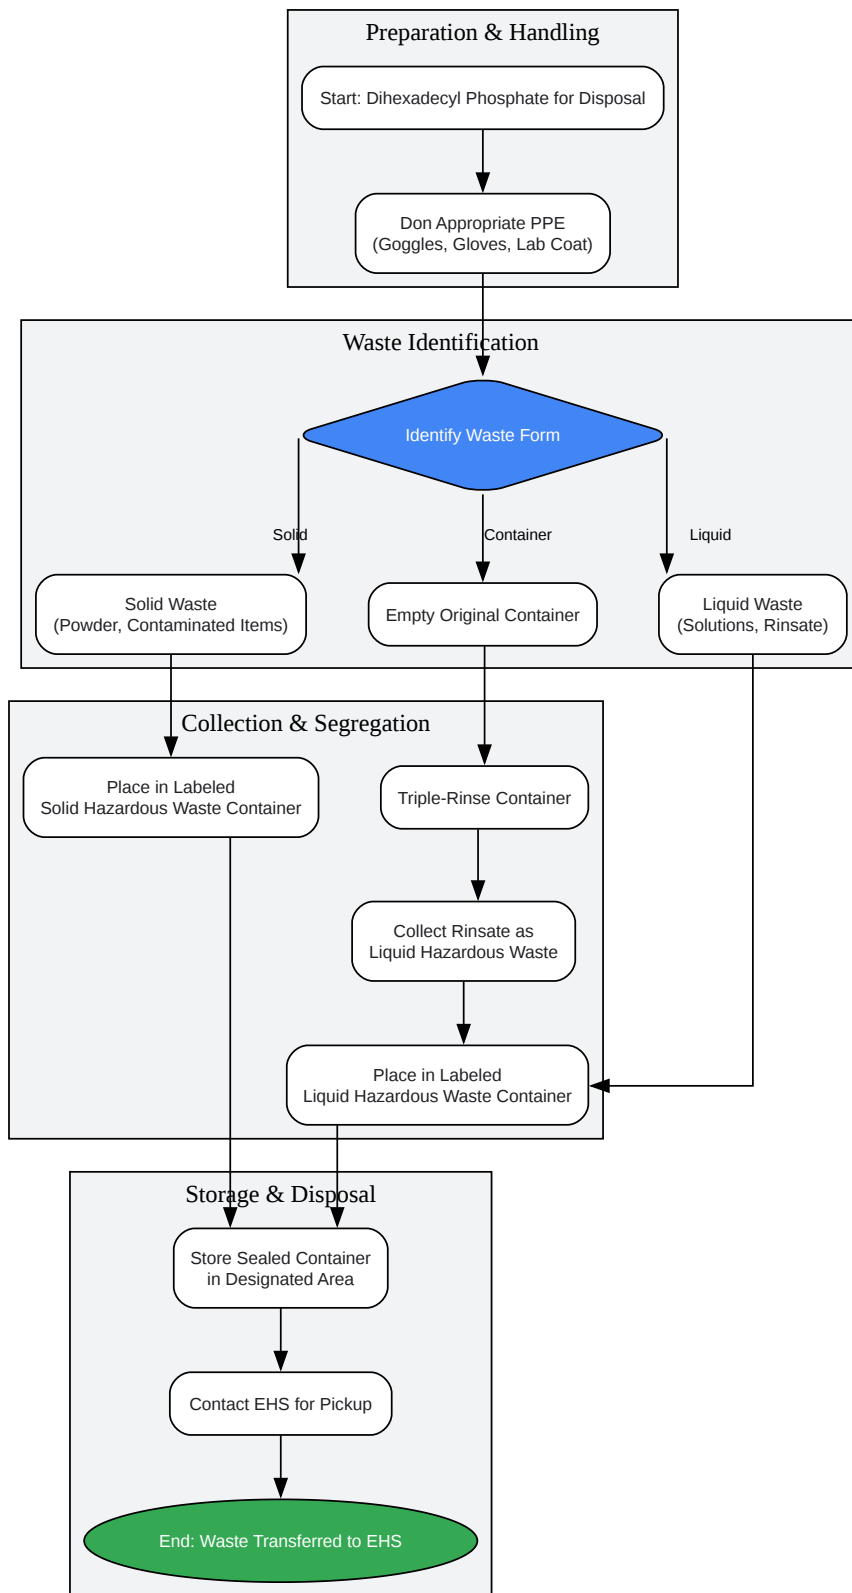 Preparation & Handling
Start: Dihexadecyl Phosphate for Disposal
Don Appropriate PPE
(Goggles, Gloves, Lab Coat)
Waste Identification
Identify Waste Form
Solid
Container
Liquid
Solid Waste
(Powder, Contaminated Items)
Empty Original Container
Liquid Waste
(Solutions, Rinsate)
Collection & Segregation
Place in Labeled
Solid Hazardous Waste Container
Triple-Rinse Container
Collect Rinsate as
Liquid Hazardous Waste
Place in Labeled
Liquid Hazardous Waste Container
Storage & Disposal
Store Sealed Container
in Designated Area
Contact EHS for Pickup
End: Waste Transferred to EHS